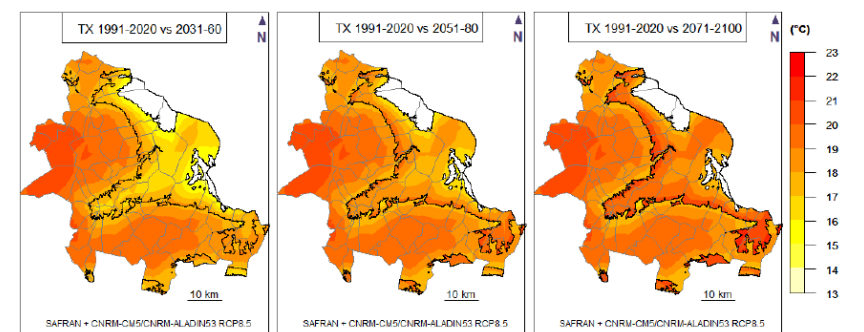 TX 1991-2020 vs 2031-60
N
10 km
SAFRAN + CNRM-CM5/CNRM-ALADIN53 RCP8.5
TX 1991-2020 vs 2051-80
N
10 km
SAFRAN + CNRM-CM5/CNRM-ALADIN53 RCP8.5
TX 1991-2020 vs 2071-2100
N
10 km
SAFRAN + CNRM-CM5/CNRM-ALADIN53 RCP8.5
(°C)
23
22
21
20
19
18
17
16
15
14
13